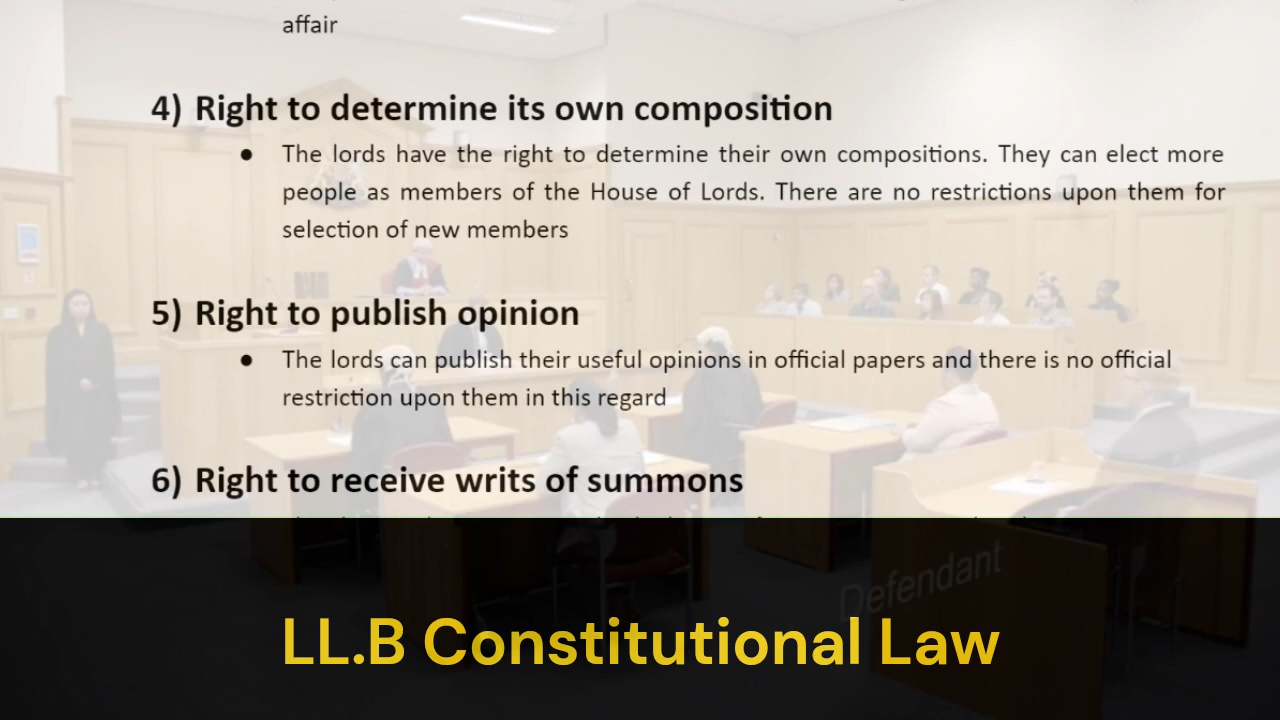 affair
4) Right to determine its own composition
● The lords have the right to determine their own compositions. They can elect more
people as members of the House of Lords. There are no restrictions upon them for
selection of new members
5) Right to publish opinion
● The lords can publish their useful opinions in official papers and there is no official
restriction upon them in this regard
6) Right to receive writs of summons
Defendant
LL.B Constitutional Law